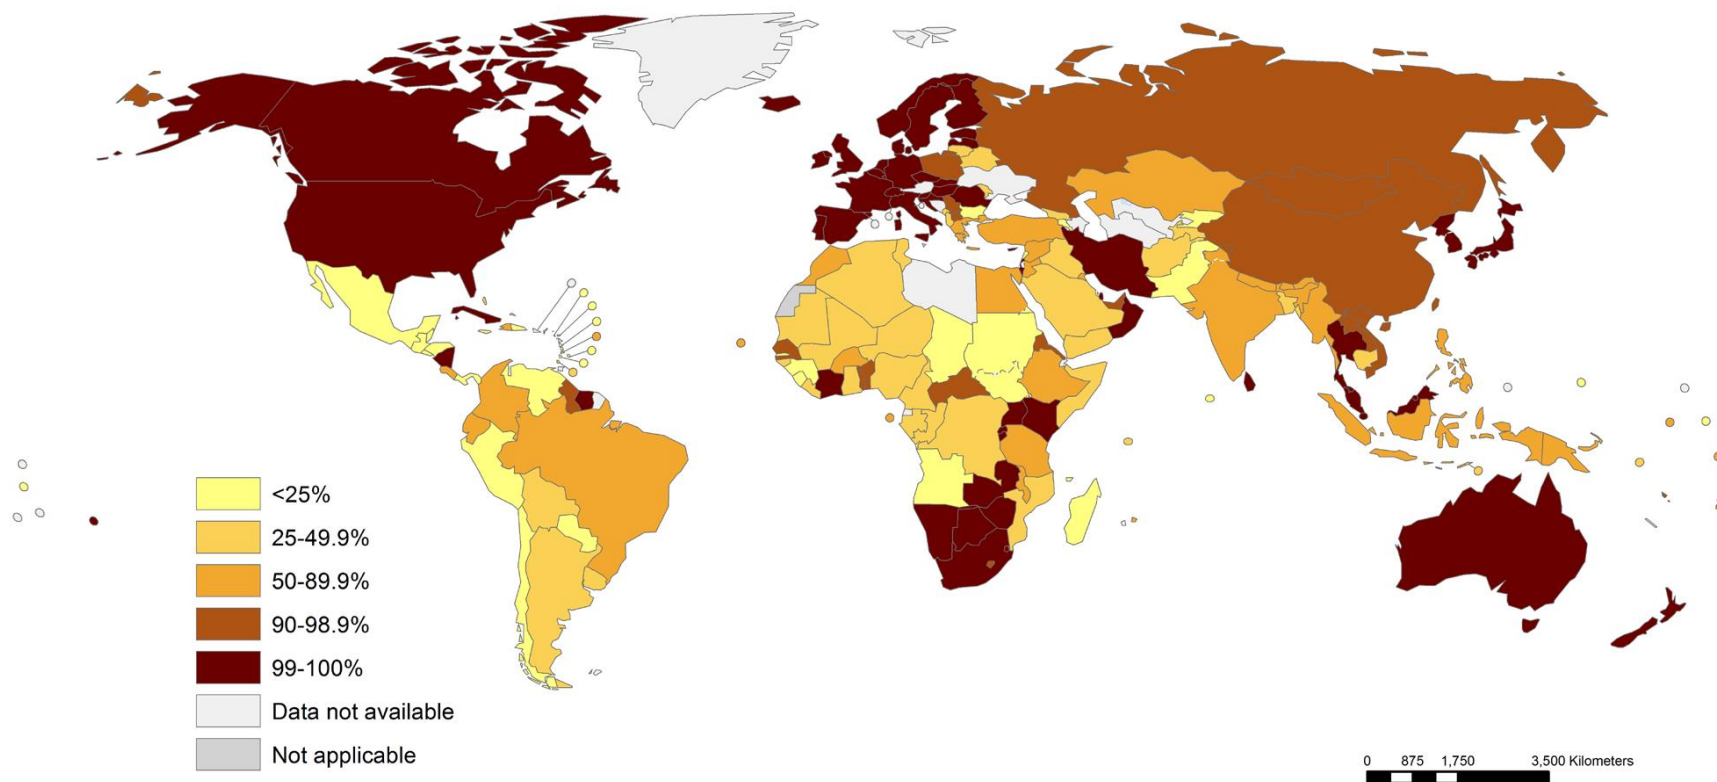 <25%
25-49.9%
50-89.9%
90-98.9%
99-100%
Data not available
Not applicable
0 875 1,750 3,500 Kilometers